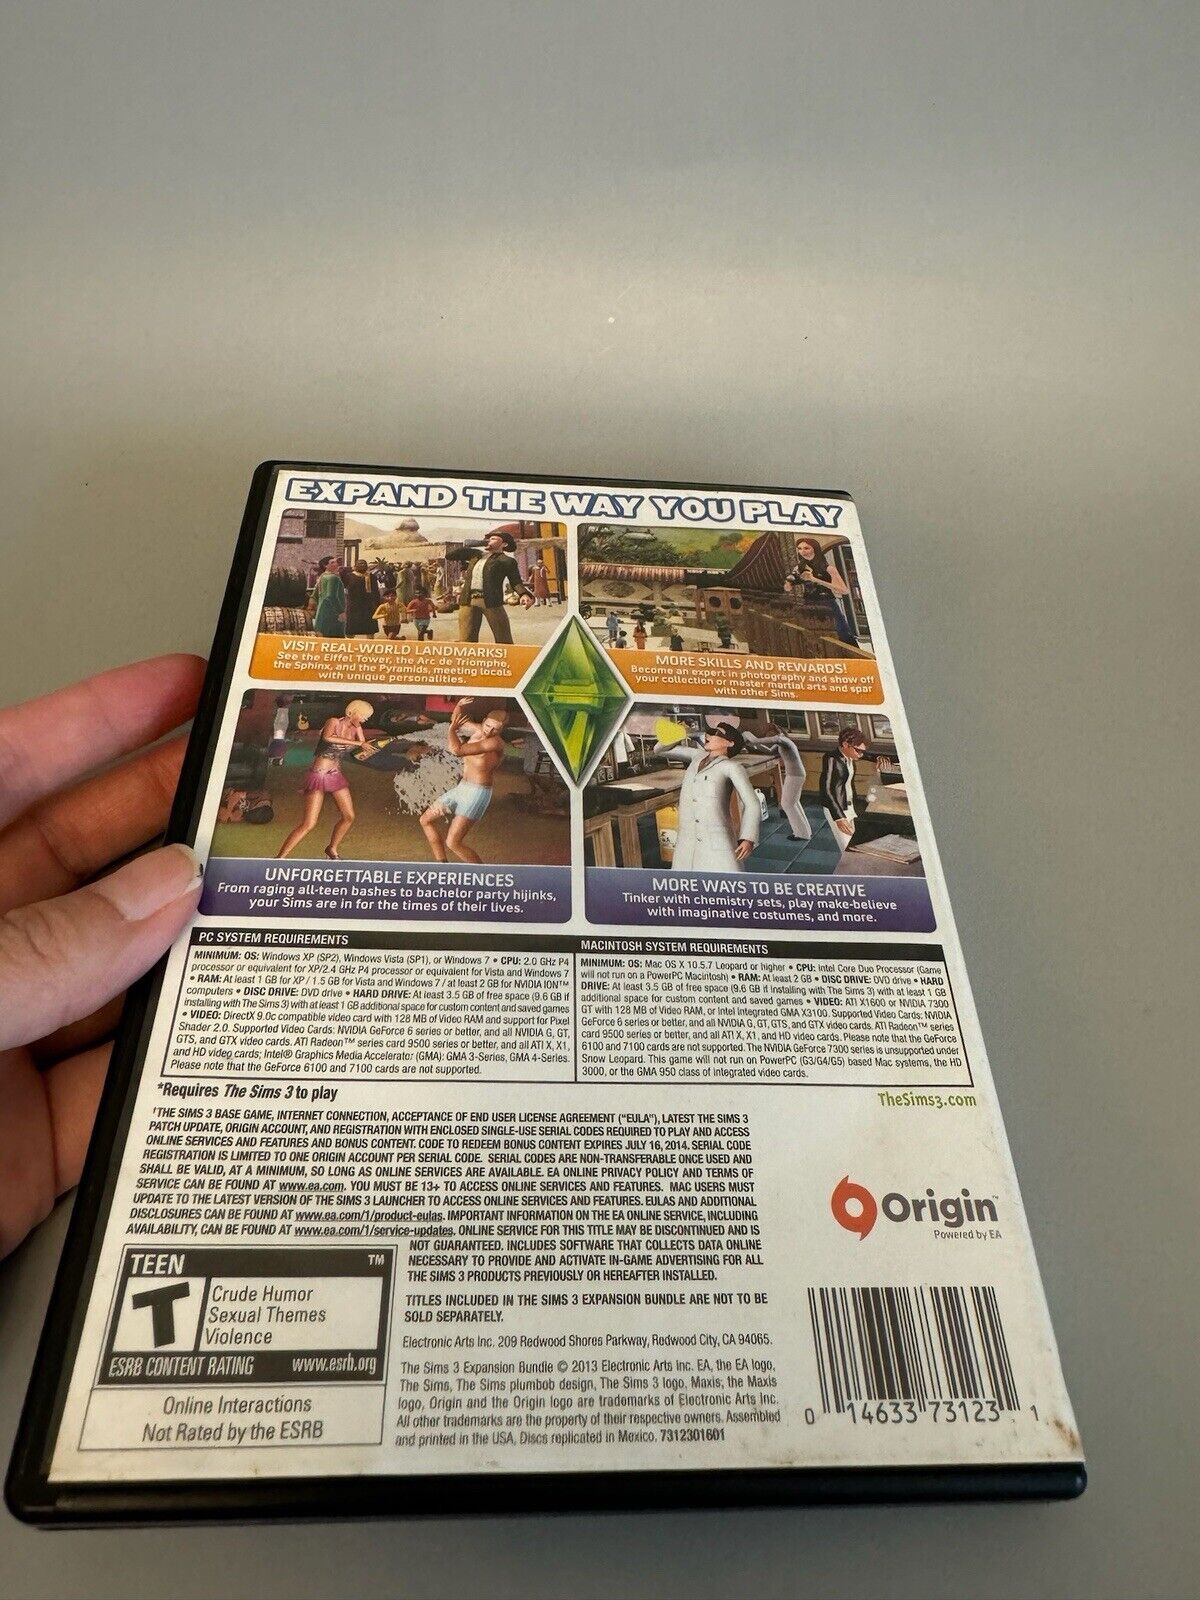 EXPAND THE WAY YOU PLAY
VISIT REAL-WORLD LANDMARKS!
See the Eiffel Tower, the Arc de Triomphe,
the Sphinx, and the Pyramids, meeting locals
with unique personalities.
MORE SKILLS AND REWARDS!
Become an expert in photography and show off
your collection or master martial arts and spar
with other Sims.
UNFORGETTABLE EXPERIENCES
From raging all-teen bashes to bachelor party hijinks,
your Sims are in for the times of their lives.
MORE WAYS TO BE CREATIVE
Tinker with chemistry sets, play make-believe
with imaginative costumes, and more.
PC SYSTEM REQUIREMENTS
MINIMUM: OS: Windows XP (SP2), Windows Vista (SP1), or Windows 7 • CPU: 2.0 GHz P4
processor or equivalent for XP/2.4 GHz P4 processor or equivalent for Vista and Windows 7
• RAM: At least 1 GB for XP / 1.5 GB for Vista and Windows 7 / at least 2 GB for NVIDIA ION™
computers • DISC DRIVE: DVD drive • HARD DRIVE: At least 3.5 GB of free space (9.6 GB if
installing with The Sims 3) with at least 1 GB additional space for custom content and saved games
• VIDEO: DirectX 9.0c compatible video card with 128 MB of Video RAM and support for Pixel
Shader 2.0. Supported Video Cards: NVIDIA GeForce 6 series or better, and all NVIDIA G, GT,
GTS, and GTX video cards. ATI Radeon™ series card 9500 series or better, and all ATI X, X1,
and HD video cards; Intel® Graphics Media Accelerator (GMA): GMA 3-Series, GMA 4-Series.
Please note that the GeForce 6100 and 7100 cards are not supported.
MACINTOSH SYSTEM REQUIREMENTS
MINIMUM: OS: Mac OS X 10.5.7 Leopard or higher • CPU: Intel Core Duo Processor (Game
will not run on a PowerPC Macintosh) • RAM: At least 2 GB • DISC DRIVE: DVD drive • HARD
DRIVE: At least 3.5 GB of free space (9.6 GB if installing with The Sims 3) with at least 1 GB
additional space for custom content and saved games • VIDEO: ATI X1600 or NVIDIA 7300
GT with 128 MB of Video RAM, or Intel Integrated GMA X3100. Supported Video Cards: NVIDIA
GeForce 6 series or better, and all NVIDIA G, GT, GTS, and GTX video cards. ATI Radeon™ series
card 9500 series or better, and all ATI X, X1, and HD video cards. Please note that the GeForce
6100 and 7100 cards are not supported. The NVIDIA GeForce 7300 series is unsupported under
Snow Leopard. This game will not run on PowerPC (G3/G4/G5) based Mac systems, the HD
3000, or the GMA 950 class of integrated video cards.
*Requires The Sims 3 to play
TheSims3.com
†THE SIMS 3 BASE GAME, INTERNET CONNECTION, ACCEPTANCE OF END USER LICENSE AGREEMENT ("EULA"), LATEST THE SIMS 3
PATCH UPDATE, ORIGIN ACCOUNT, AND REGISTRATION WITH ENCLOSED SINGLE-USE SERIAL CODES REQUIRED TO PLAY AND ACCESS
ONLINE SERVICES AND FEATURES AND BONUS CONTENT. CODE TO REDEEM BONUS CONTENT EXPIRES JULY 16, 2014. SERIAL CODE
REGISTRATION IS LIMITED TO ONE ORIGIN ACCOUNT PER SERIAL CODE. SERIAL CODES ARE NON-TRANSFERABLE ONCE USED AND
SHALL BE VALID, AT A MINIMUM, SO LONG AS ONLINE SERVICES ARE AVAILABLE. EA ONLINE PRIVACY POLICY AND TERMS OF
SERVICE CAN BE FOUND AT www.ea.com. YOU MUST BE 13+ TO ACCESS ONLINE SERVICES AND FEATURES. MAC USERS MUST
UPDATE TO THE LATEST VERSION OF THE SIMS 3 LAUNCHER TO ACCESS ONLINE SERVICES AND FEATURES. EULAS AND ADDITIONAL
DISCLOSURES CAN BE FOUND AT www.ea.com/1/product-eulas. IMPORTANT INFORMATION ON THE EA ONLINE SERVICE, INCLUDING
AVAILABILITY, CAN BE FOUND AT www.ea.com/1/service-updates. ONLINE SERVICE FOR THIS TITLE MAY BE DISCONTINUED AND IS
NOT GUARANTEED. INCLUDES SOFTWARE THAT COLLECTS DATA ONLINE
NECESSARY TO PROVIDE AND ACTIVATE IN-GAME ADVERTISING FOR ALL
THE SIMS 3 PRODUCTS PREVIOUSLY OR HEREAFTER INSTALLED.
TITLES INCLUDED IN THE SIMS 3 EXPANSION BUNDLE ARE NOT TO BE
SOLD SEPARATELY.
Electronic Arts Inc. 209 Redwood Shores Parkway, Redwood City, CA 94065.
The Sims 3 Expansion Bundle © 2013 Electronic Arts Inc. EA, the EA logo,
The Sims, The Sims plumbob design, The Sims 3 logo, Maxis, the Maxis
logo, Origin and the Origin logo are trademarks of Electronic Arts Inc.
All other trademarks are the property of their respective owners. Assembled
and printed in the USA, Discs replicated in Mexico. 7312301601
TEEN ™
T
Crude Humor
Sexual Themes
Violence
ESRB CONTENT RATING www.esrb.org
Online Interactions
Not Rated by the ESRB
Origin™
Powered by EA
0 14633 73123 1